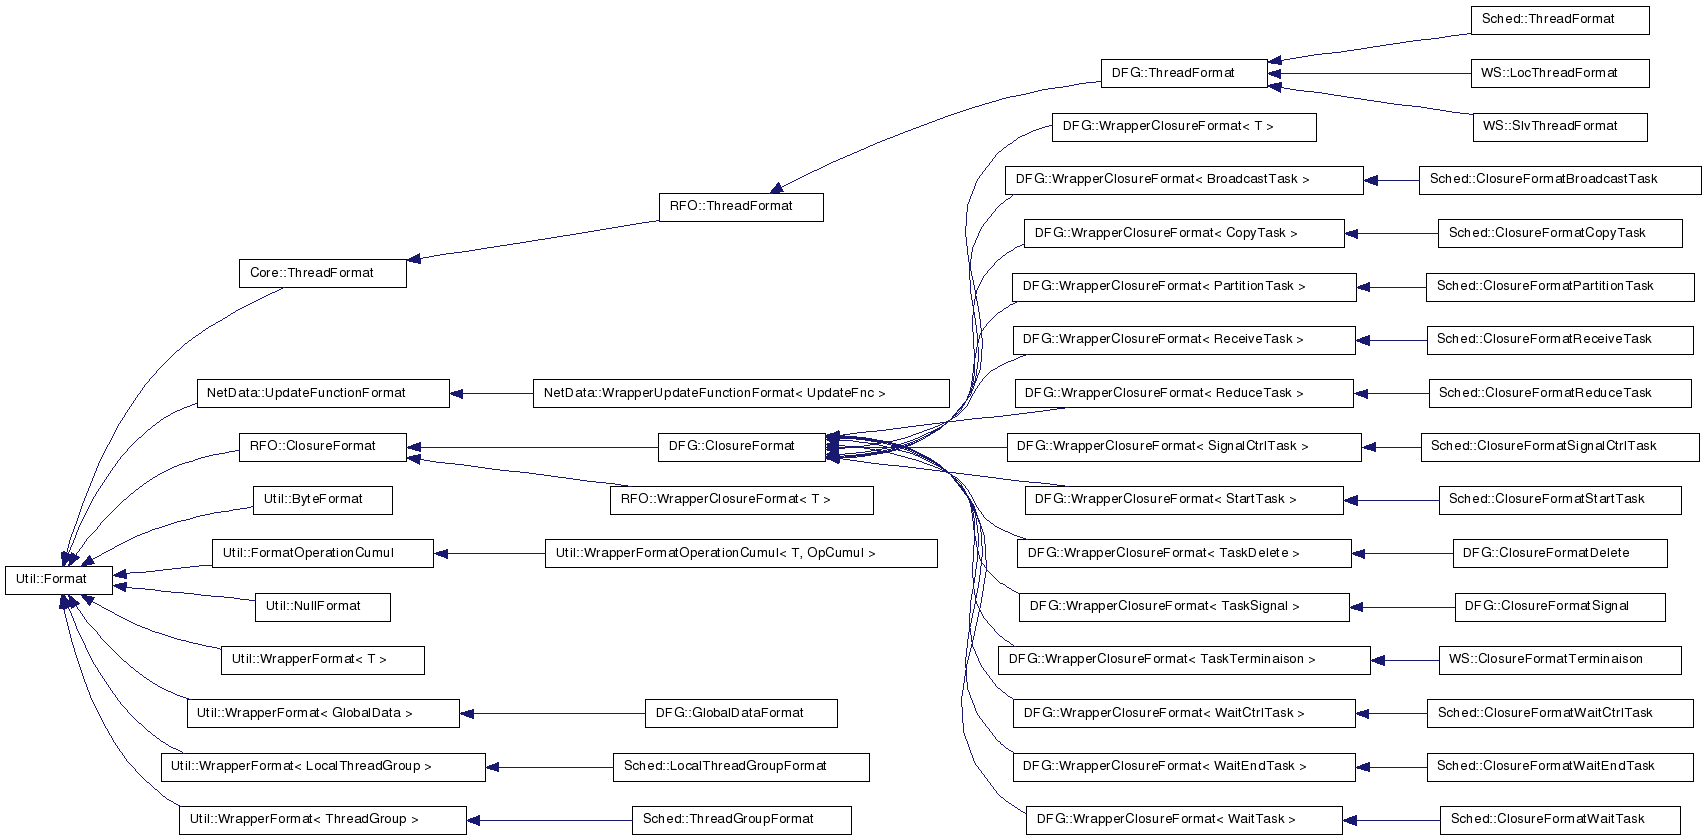 Sched::ThreadFormat
DFG::ThreadFormat
WS::LocThreadFormat
WS::SlvThreadFormat
DFG::WrapperClosureFormat< T >
DFG::WrapperClosureFormat< BroadcastTask >
Sched::ClosureFormatBroadcastTask
RFO::ThreadFormat
DFG::WrapperClosureFormat< CopyTask >
Sched::ClosureFormatCopyTask
Core::ThreadFormat
DFG::WrapperClosureFormat< PartitionTask >
Sched::ClosureFormatPartitionTask
DFG::WrapperClosureFormat< ReceiveTask >
Sched::ClosureFormatReceiveTask
NetData::UpdateFunctionFormat
NetData::WrapperUpdateFunctionFormat< UpdateFnc >
DFG::WrapperClosureFormat< ReduceTask >
Sched::ClosureFormatReduceTask
RFO::ClosureFormat
DFG::ClosureFormat
DFG::WrapperClosureFormat< SignalCtrlTask >
Sched::ClosureFormatSignalCtrlTask
Util::ByteFormat
RFO::WrapperClosureFormat< T >
DFG::WrapperClosureFormat< StartTask >
Sched::ClosureFormatStartTask
Util::FormatOperationCumul
Util::WrapperFormatOperationCumul< T, OpCumul >
DFG::WrapperClosureFormat< TaskDelete >
DFG::ClosureFormatDelete
Util::Format
Util::NullFormat
DFG::WrapperClosureFormat< TaskSignal >
DFG::ClosureFormatSignal
Util::WrapperFormat< T >
DFG::WrapperClosureFormat< TaskTerminaison >
WS::ClosureFormatTerminaison
Util::WrapperFormat< GlobalData >
DFG::GlobalDataFormat
DFG::WrapperClosureFormat< WaitCtrlTask >
Sched::ClosureFormatWaitCtrlTask
Util::WrapperFormat< LocalThreadGroup >
Sched::LocalThreadGroupFormat
DFG::WrapperClosureFormat< WaitEndTask >
Sched::ClosureFormatWaitEndTask
Util::WrapperFormat< ThreadGroup >
Sched::ThreadGroupFormat
DFG::WrapperClosureFormat< WaitTask >
Sched::ClosureFormatWaitTask